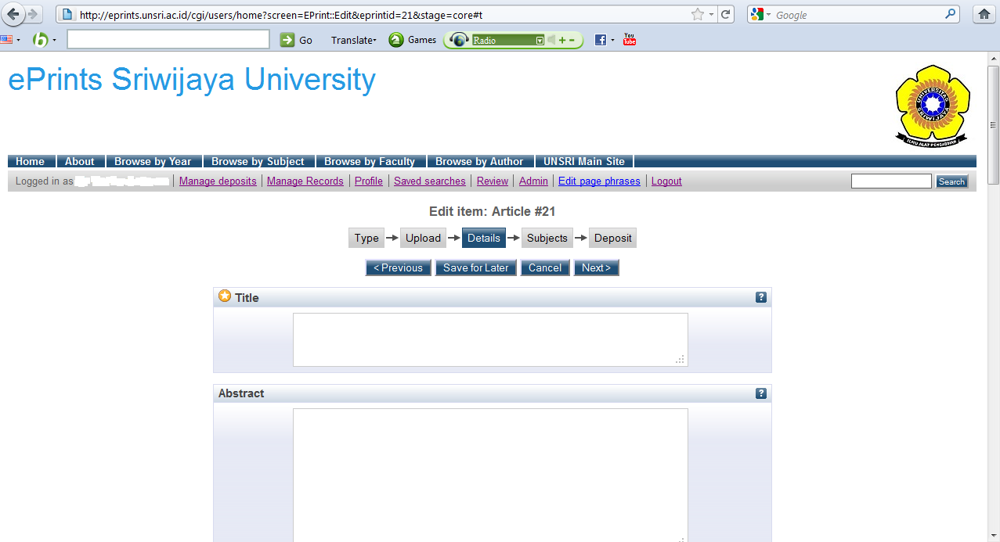 http://eprints.unsri.ac.id/cgi/users/home?screen=EPrint::Edit&eprintid=21&stage=core#t
Google
Go Translate Games Radio You Tube
ePrints Sriwijaya University
UNIVERSITAS SRIWIJAYA
ILMU ALAT PENGABDIAN
Home About Browse by Year Browse by Subject Browse by Faculty Browse by Author UNSRI Main Site
Logged in as Manage deposits Manage Records Profile Saved searches Review Admin Edit page phrases Logout Search
Edit item: Article #21
Type Upload Details Subjects Deposit
< Previous Save for Later Cancel Next >
Title ?
Abstract ?